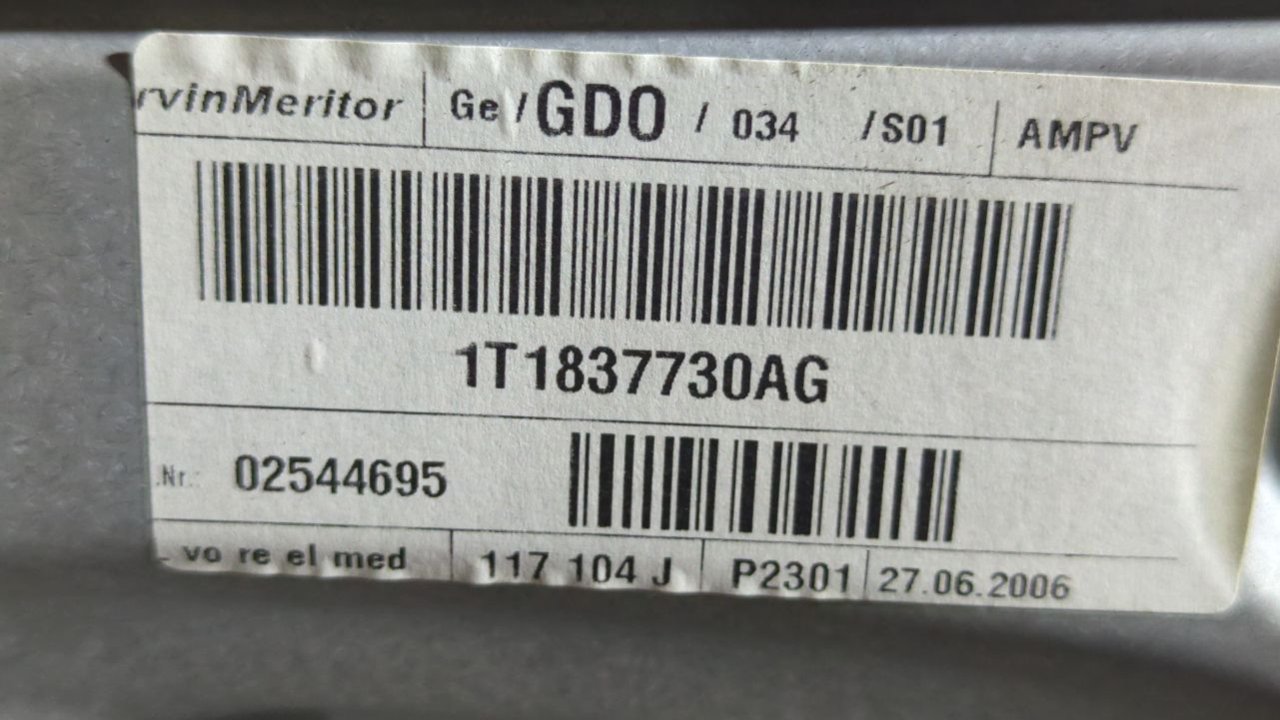 rvinMeritor Ge/GDO / 034 /S01 AMPV
1T1837730AG
.Nr.: 02544695
vo re el med 117 104 J P2301 27.06.2006